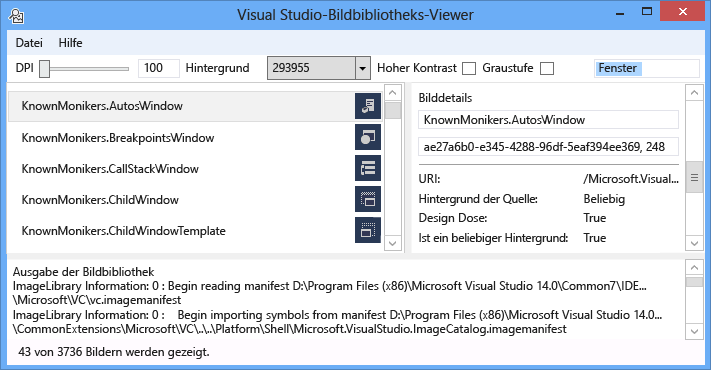 Visual Studio-Bildbibliotheks-Viewer
Datei Hilfe
DPI 100 Hintergrund 293955 Hoher Kontrast Graustufe Fenster
KnownMonikers.AutosWindow
KnownMonikers.BreakpointsWindow
KnownMonikers.CallStackWindow
KnownMonikers.ChildWindow
KnownMonikers.ChildWindowTemplate
Bilddetails
KnownMonikers.AutosWindow
ae27a6b0-e345-4288-96df-5eaf394ee369, 248
URI: /Microsoft.Visual...
Hintergrund der Quelle: Beliebig
Design Dose: True
Ist ein beliebiger Hintergrund: True
Ausgabe der Bildbibliothek
ImageLibrary Information: 0 : Begin reading manifest D:\Program Files (x86)\Microsoft Visual Studio 14.0\Common7\IDE...
\Microsoft\VC\vc.imagemanifest
ImageLibrary Information: 0 : Begin importing symbols from manifest D:\Program Files (x86)\Microsoft Visual Studio 14.0...
\CommonExtensions\Microsoft\VC\..\..\Platform\Shell\Microsoft.VisualStudio.ImageCatalog.imagemanifest
43 von 3736 Bildern werden gezeigt.